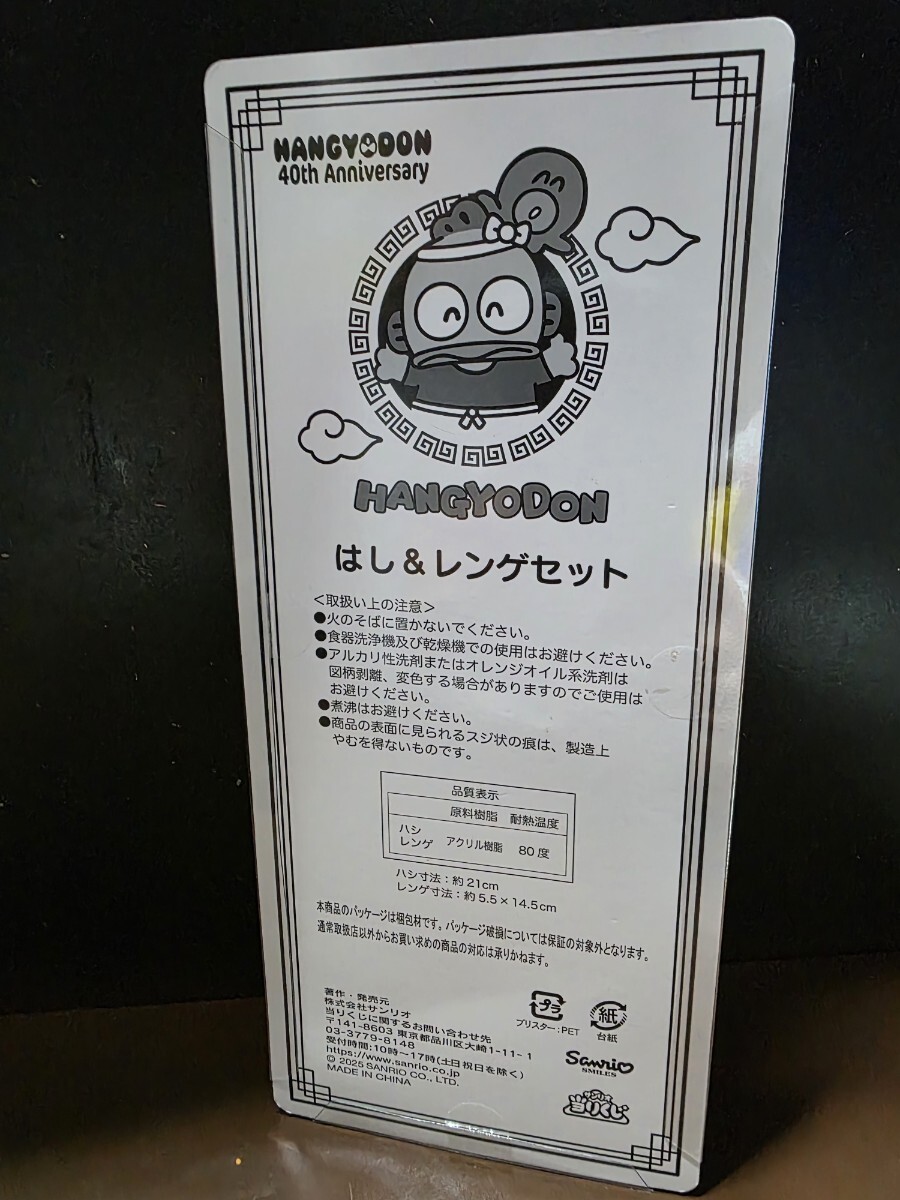 HANGYODON
40th Anniversary
HANGYODON
はし&レンゲセット
＜取扱い上の注意＞
●火のそばに置かないでください。
●食器洗浄機及び乾燥機での使用はお避けください。
●アルカリ性洗剤またはオレンジオイル系洗剤は
図柄剥離、変色する場合がありますのでご使用は
お避けください。
●煮沸はお避けください。
●商品の表面に見られるスジ状の痕は、製造上
やむを得ないものです。
品質表示
原料樹脂 耐熱温度
ハシ
レンゲ アクリル樹脂 80度
ハシ寸法：約21cm
レンゲ寸法：約5.5×14.5cm
本商品のパッケージは梱包材です。パッケージ破損については保証の対象外となります。
通常取扱店以外からお買い求めの商品の対応は承りかねます。
著作・発売元
株式会社サンリオ
当りくじに関するお問い合わせ先
〒141-8603 東京都品川区大崎1-11-1
03-3779-8148
受付時間:10時～17時(土日祝日を除く)
https://www.sanrio.co.jp
© 2025 SANRIO CO., LTD.
MADE IN CHINA
プラ
ブリスター:PET
紙
台紙
Sanrio
SMILES
サンリオ
当りくじ